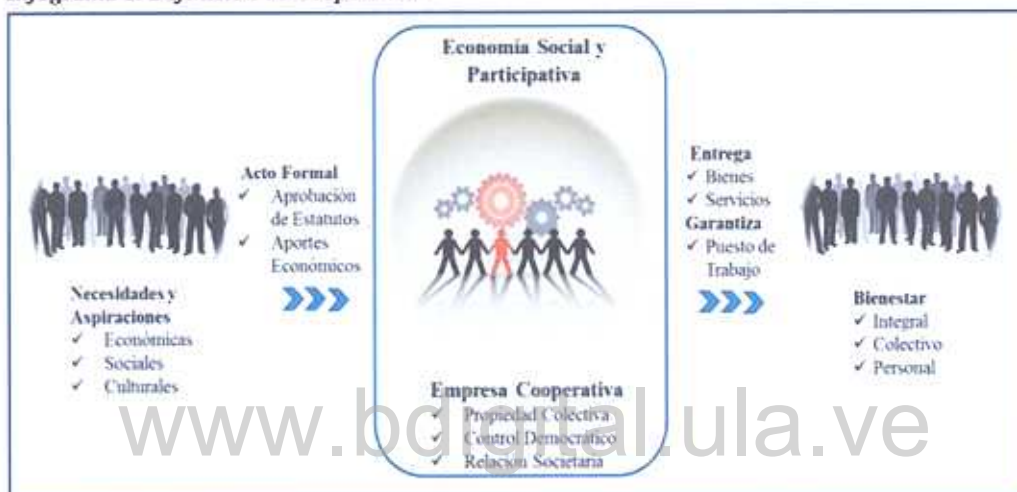 Economía Social y
Participativa
Acto Formal
✓ Aprobación
de Estatutos
✓ Aportes
Económicos
Necesidades y
Aspiraciones
✓ Económicas
✓ Sociales
✓ Culturales
Empresa Cooperativa
✓ Propiedad Colectiva
✓ Control Democrático
✓ Relación Societaria
Entrega
✓ Bienes
✓ Servicios
Garantiza
✓ Puesto de
Trabajo
Bienestar
✓ Integral
✓ Colectivo
✓ Personal
www.bdigital.ula.ve